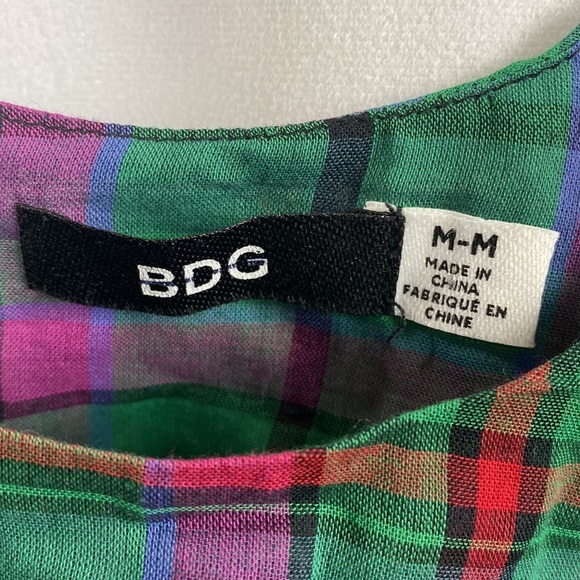 BDG
M-M
MADE IN
CHINA
FABRIQUÉ EN
CHINE